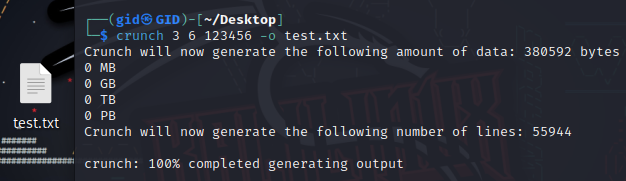 ┌──(gid㉿GID)-[~/Desktop]
└─$ crunch 3 6 123456 -o test.txt
Crunch will now generate the following amount of data: 380592 bytes
0 MB
0 GB
0 TB
0 PB
Crunch will now generate the following number of lines: 55944

crunch: 100% completed generating output
test.txt
#######
##########
################
KALI LINUX